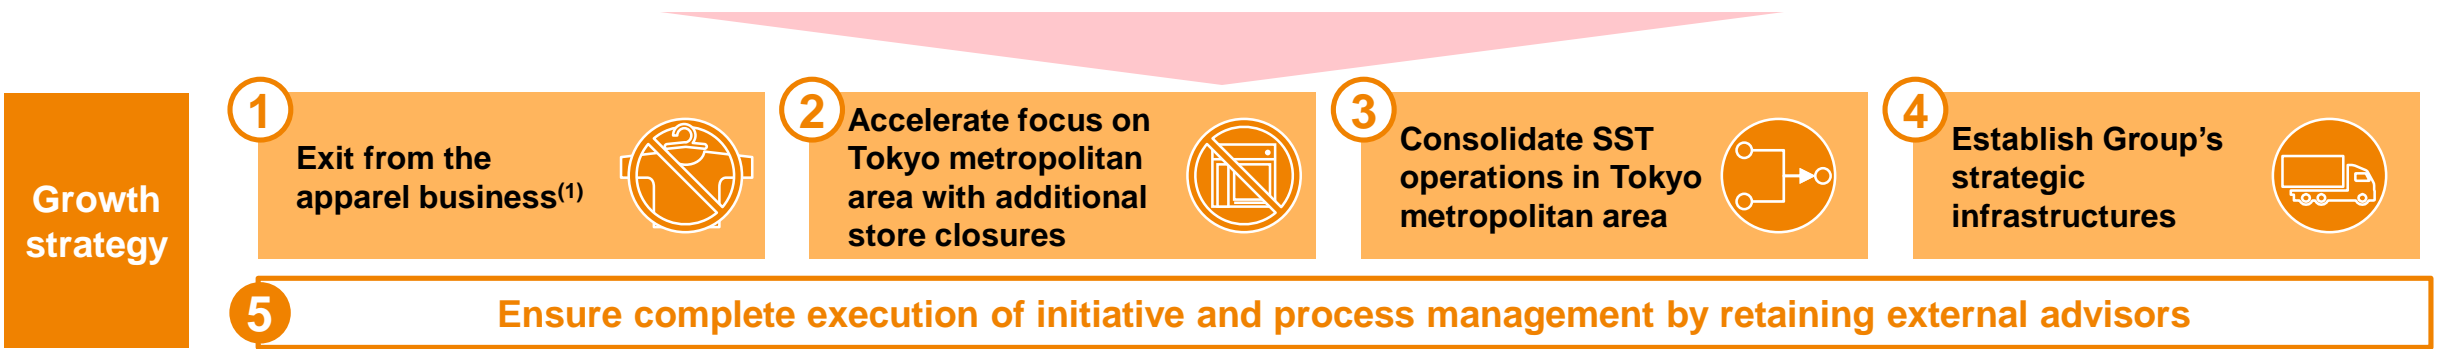 Growth
strategy
1
Exit from the
apparel business(1)
2
Accelerate focus on
Tokyo metropolitan
area with additional
store closures
3
Consolidate SST
operations in Tokyo
metropolitan area
4
Establish Group’s
strategic
infrastructures
5
Ensure complete execution of initiative and process management by retaining external advisors